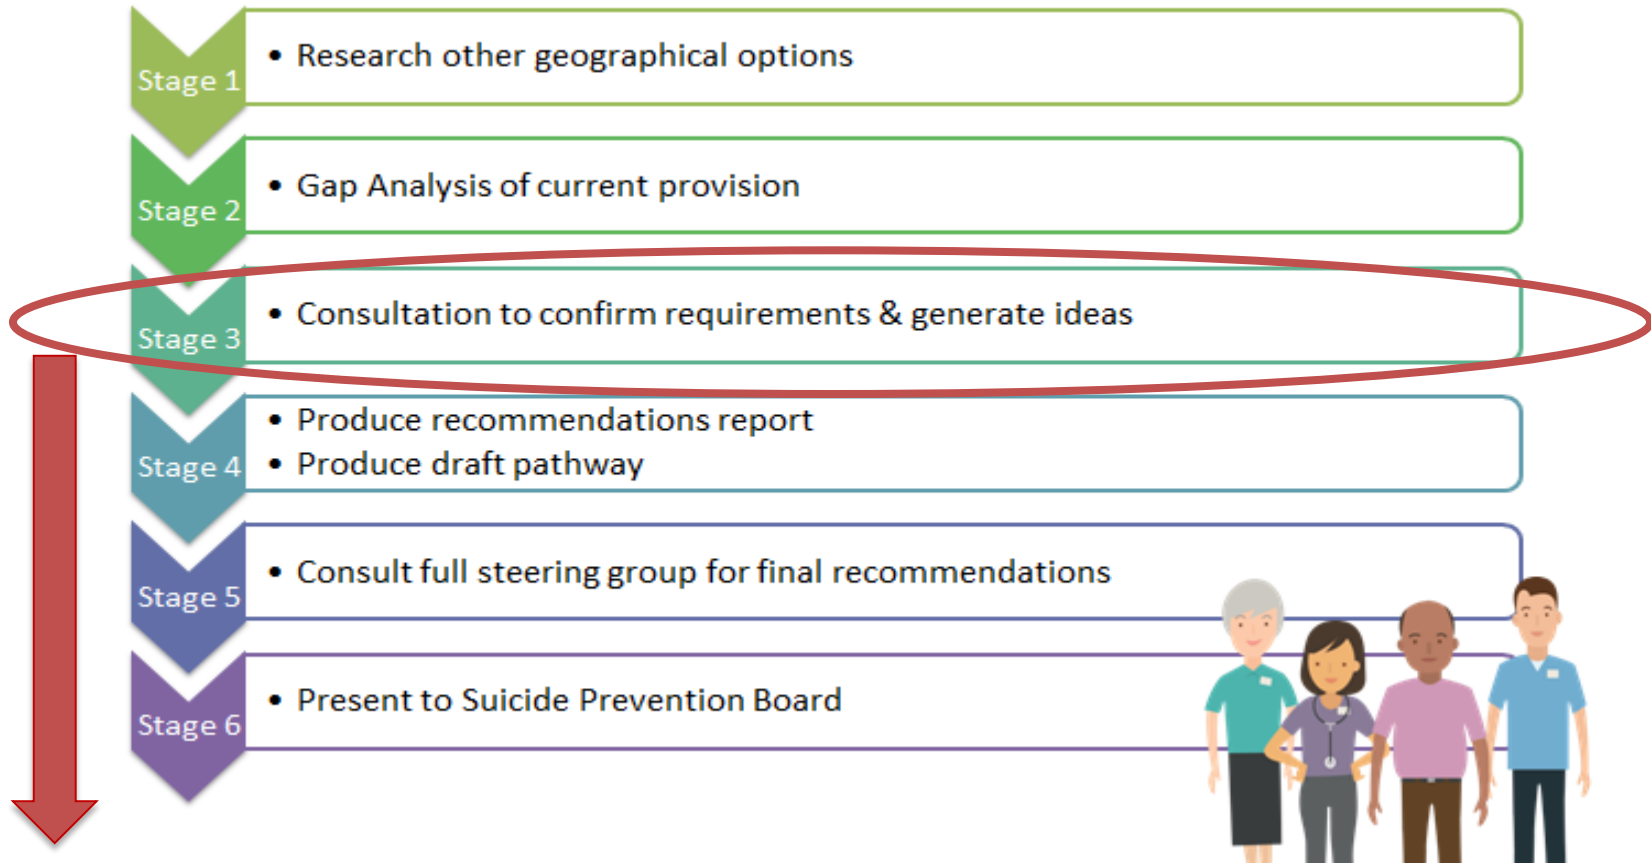 Stage 1
• Research other geographical options
Stage 2
• Gap Analysis of current provision
Stage 3
• Consultation to confirm requirements & generate ideas
Stage 4
• Produce recommendations report
• Produce draft pathway
Stage 5
• Consult full steering group for final recommendations
Stage 6
• Present to Suicide Prevention Board